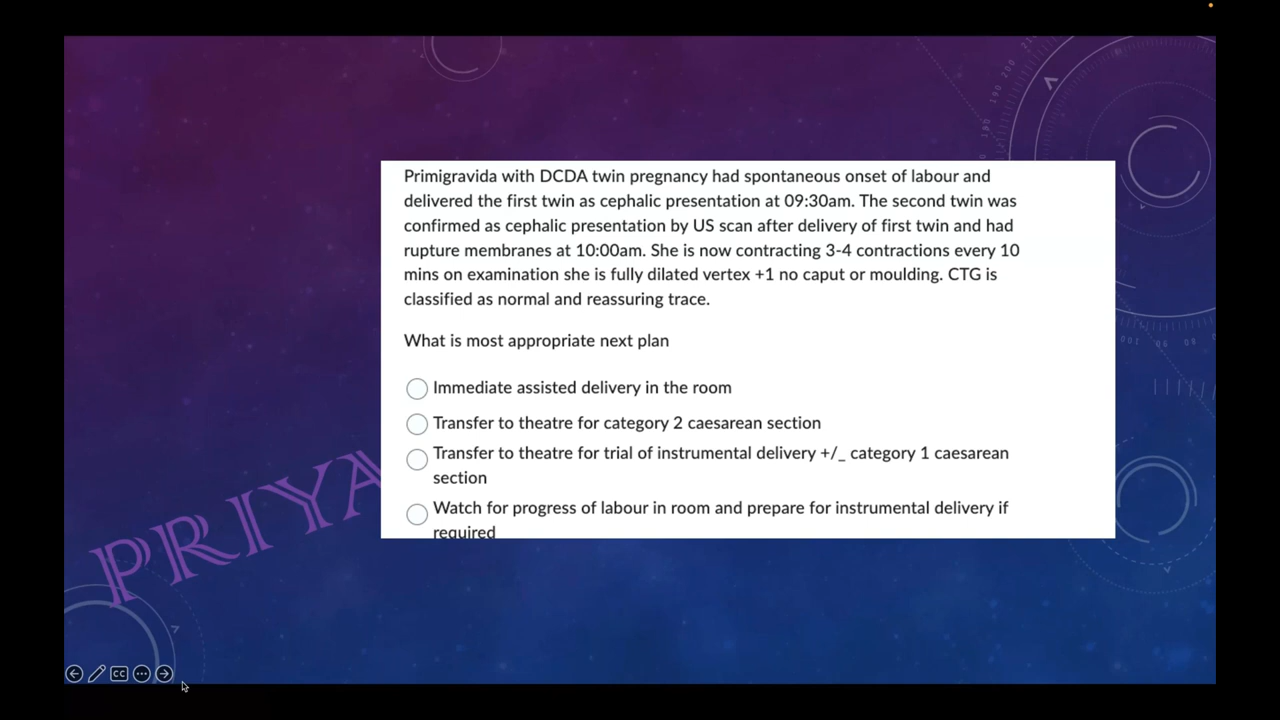 Primigravida with DCDA twin pregnancy had spontaneous onset of labour and
delivered the first twin as cephalic presentation at 09:30am. The second twin was
confirmed as cephalic presentation by US scan after delivery of first twin and had
rupture membranes at 10:00am. She is now contracting 3-4 contractions every 10
mins on examination she is fully dilated vertex +1 no caput or moulding. CTG is
classified as normal and reassuring trace.
What is most appropriate next plan
Immediate assisted delivery in the room
Transfer to theatre for category 2 caesarean section
Transfer to theatre for trial of instrumental delivery +/_ category 1 caesarean
section
Watch for progress of labour in room and prepare for instrumental delivery if
required
PRIYA
CC